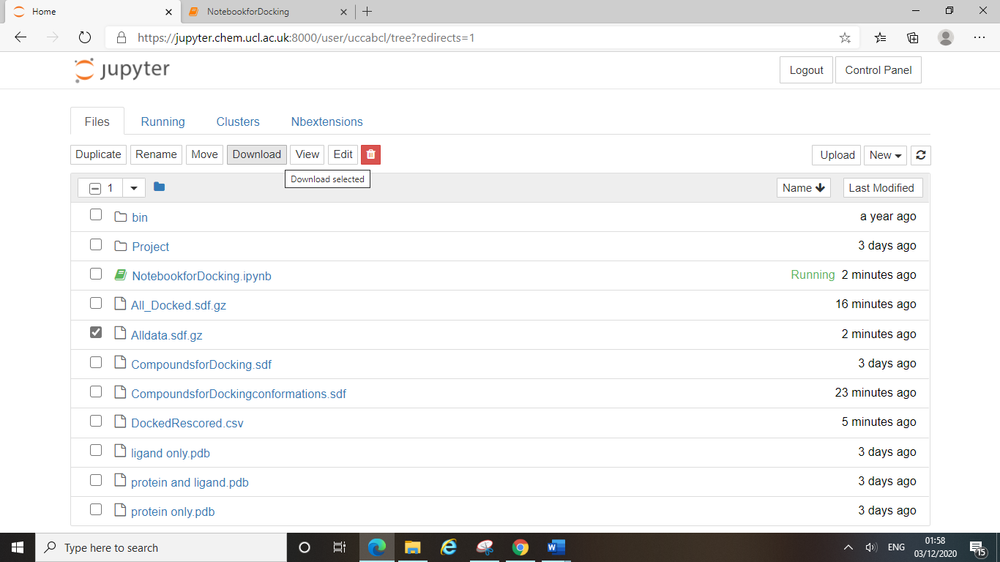 Home
NotebookforDocking
https://jupyter.chem.ucl.ac.uk:8000/user/uccabcl/tree?redirects=1
jupyter
Logout
Control Panel
Files
Running
Clusters
Nbextensions
Duplicate
Rename
Move
Download
View
Edit
Upload
New
Download selected
1
Name
Last Modified
bin
a year ago
Project
3 days ago
NotebookforDocking.ipynb
Running 2 minutes ago
All_Docked.sdf.gz
16 minutes ago
Alldata.sdf.gz
2 minutes ago
CompoundsforDocking.sdf
3 days ago
CompoundsforDockingconformations.sdf
23 minutes ago
DockedRescored.csv
5 minutes ago
ligand only.pdb
3 days ago
protein and ligand.pdb
3 days ago
protein only.pdb
3 days ago
Type here to search
ENG
01:58
03/12/2020
15